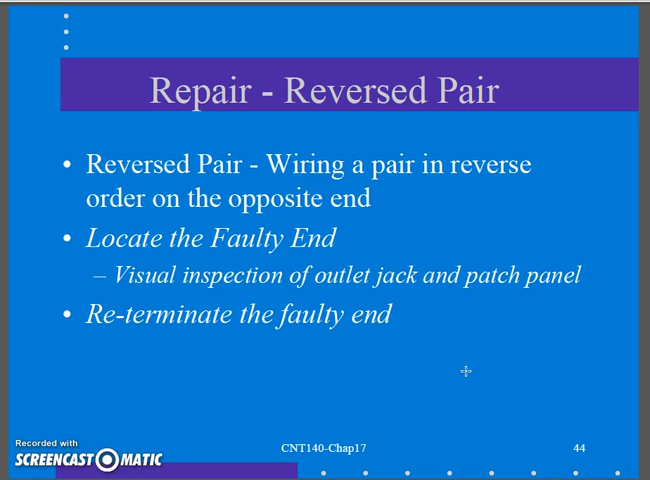 Repair - Reversed Pair
• Reversed Pair - Wiring a pair in reverse
order on the opposite end
• Locate the Faulty End
– Visual inspection of outlet jack and patch panel
• Re-terminate the faulty end
Recorded with
SCREENCAST-O-MATIC
CNT140-Chap17
44